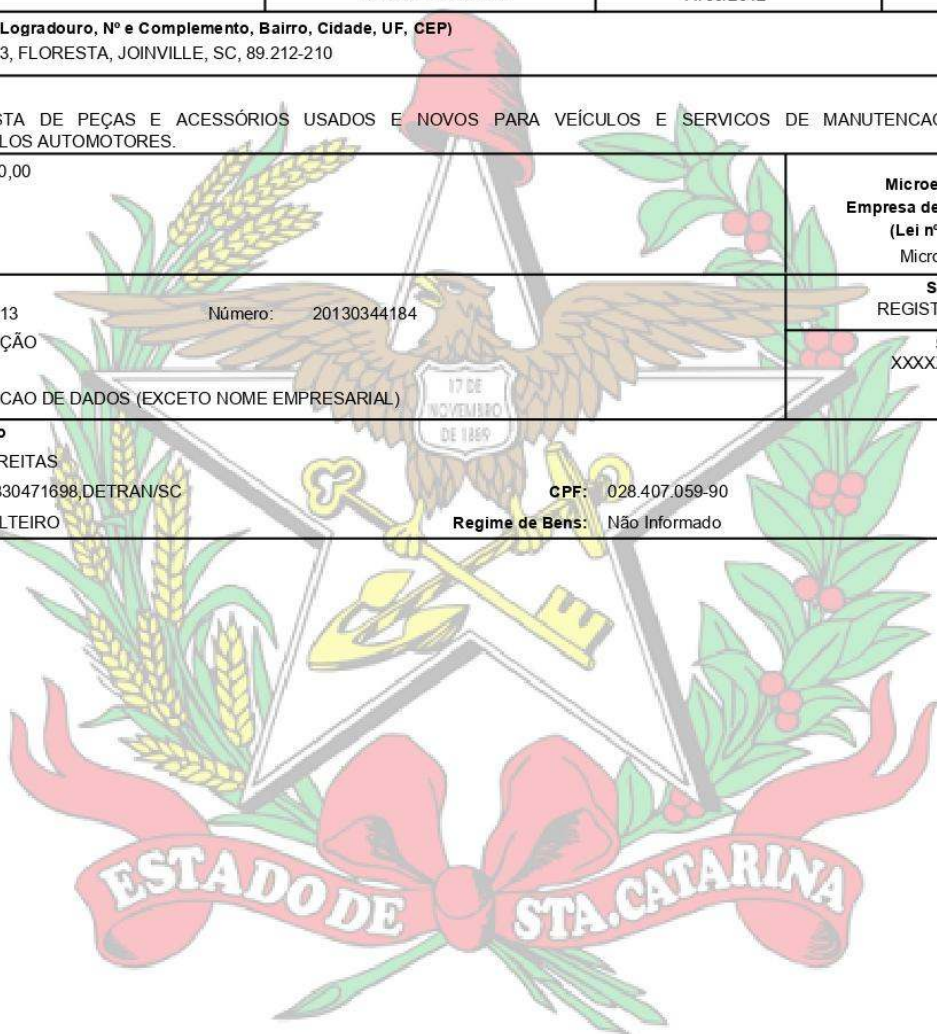 Logradouro, Nº e Complemento, Bairro, Cidade, UF, CEP)
3, FLORESTA, JOINVILLE, SC, 89.212-210
STA DE PEÇAS E ACESSÓRIOS USADOS E NOVOS PARA VEÍCULOS E SERVICOS DE MANUTENCA
LOS AUTOMOTORES.
0,00
Microe
Empresa de
(Lei nº
Micro
13 Número: 20130344184
ÇÃO
CAO DE DADOS (EXCETO NOME EMPRESARIAL)
S
REGIST
XXXX
REITAS
330471698,DETRAN/SC CPF: 028.407.059-90
LTEIRO Regime de Bens: Não Informado
17 DE
NOVEMBRO
DE 1889
ESTADO DE STA.CATARINA